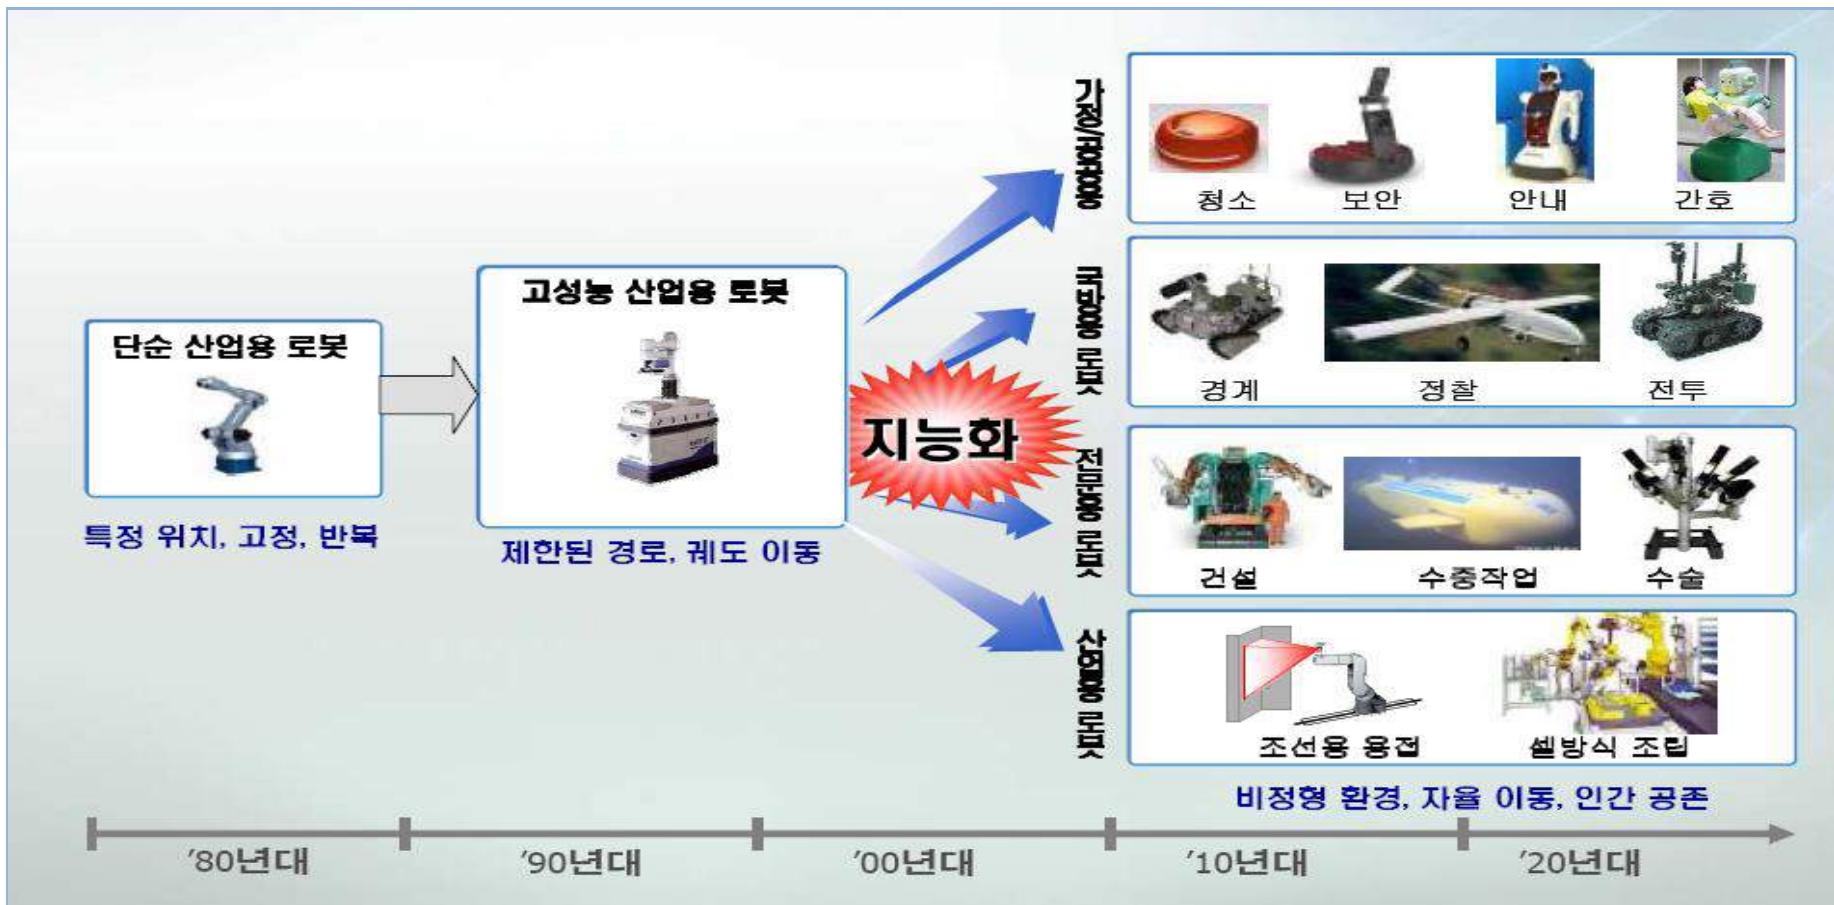 단순 산업용 로봇
특정 위치, 고정, 반복
고성능 산업용 로봇
제한된 경로, 궤도 이동
지능화
가정/공공용
청소
보안
안내
간호
국방용 로봇
경계
정찰
전투
전문용 로봇
건설
수중작업
수술
산업용 로봇
조선용 용접
셀방식 조립
비정형 환경, 자율 이동, 인간 공존
'80년대
'90년대
'00년대
'10년대
'20년대